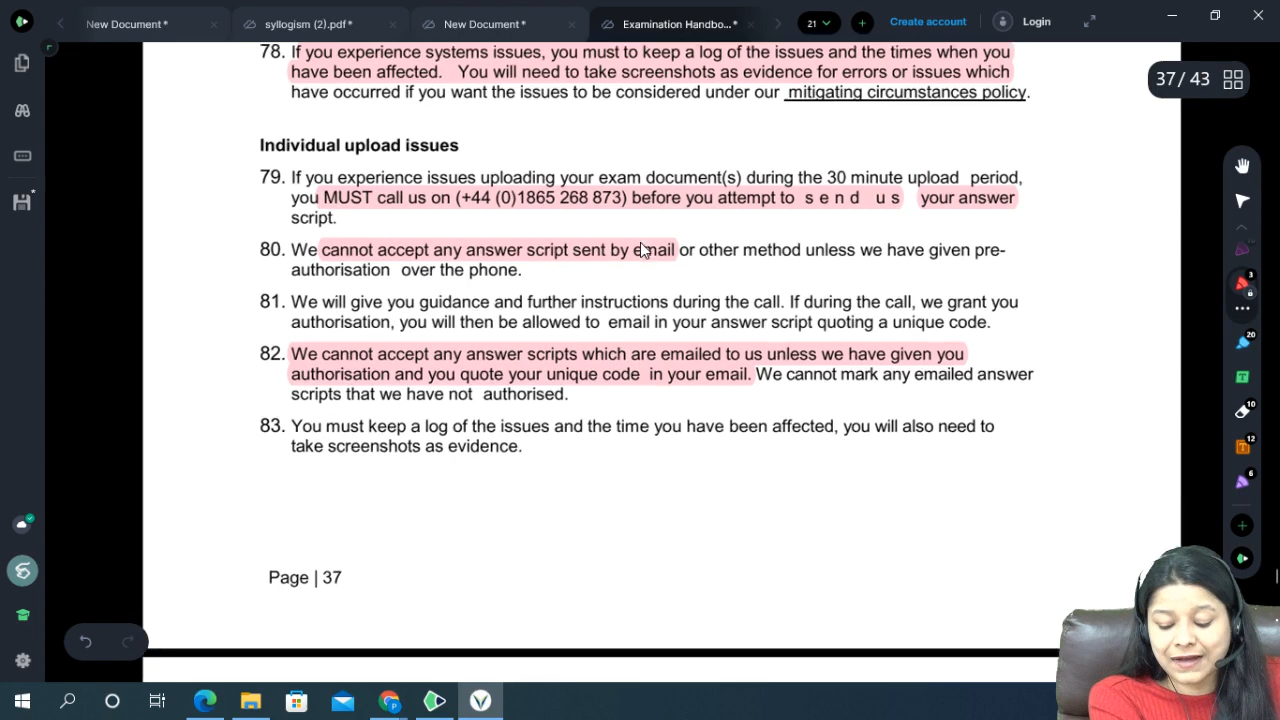 New Document*
syllogism (2).pdf*
New Document*
Examination Handbo...*
21
Create account
Login
37/ 43
78. If you experience systems issues, you must to keep a log of the issues and the times when you
have been affected. You will need to take screenshots as evidence for errors or issues which
have occurred if you want the issues to be considered under our mitigating circumstances policy.
Individual upload issues
79. If you experience issues uploading your exam document(s) during the 30 minute upload period,
you MUST call us on (+44 (0)1865 268 873) before you attempt to s e n d u s your answer
script.
80. We cannot accept any answer script sent by email or other method unless we have given pre-
authorisation over the phone.
81. We will give you guidance and further instructions during the call. If during the call, we grant you
authorisation, you will then be allowed to email in your answer script quoting a unique code.
82. We cannot accept any answer scripts which are emailed to us unless we have given you
authorisation and you quote your unique code in your email. We cannot mark any emailed answer
scripts that we have not authorised.
83. You must keep a log of the issues and the time you have been affected, you will also need to
take screenshots as evidence.
Page | 37
3
20
10
12
6